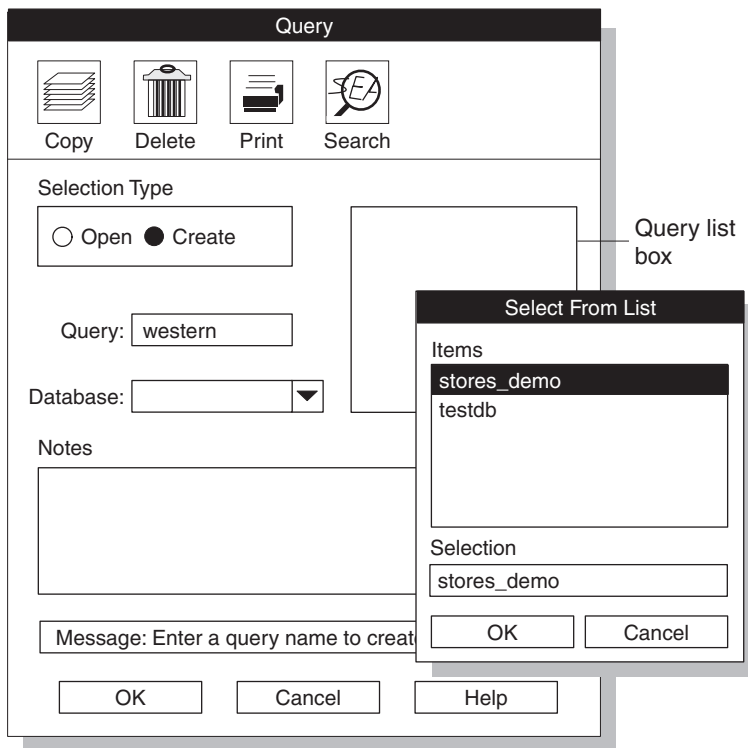 Query
Copy Delete Print Search
Selection Type
Open Create
Query list
box
Query: western
Database:
Notes
Message: Enter a query name to creat
OK Cancel Help
Select From List
Items
stores_demo
testdb
Selection
stores_demo
OK Cancel